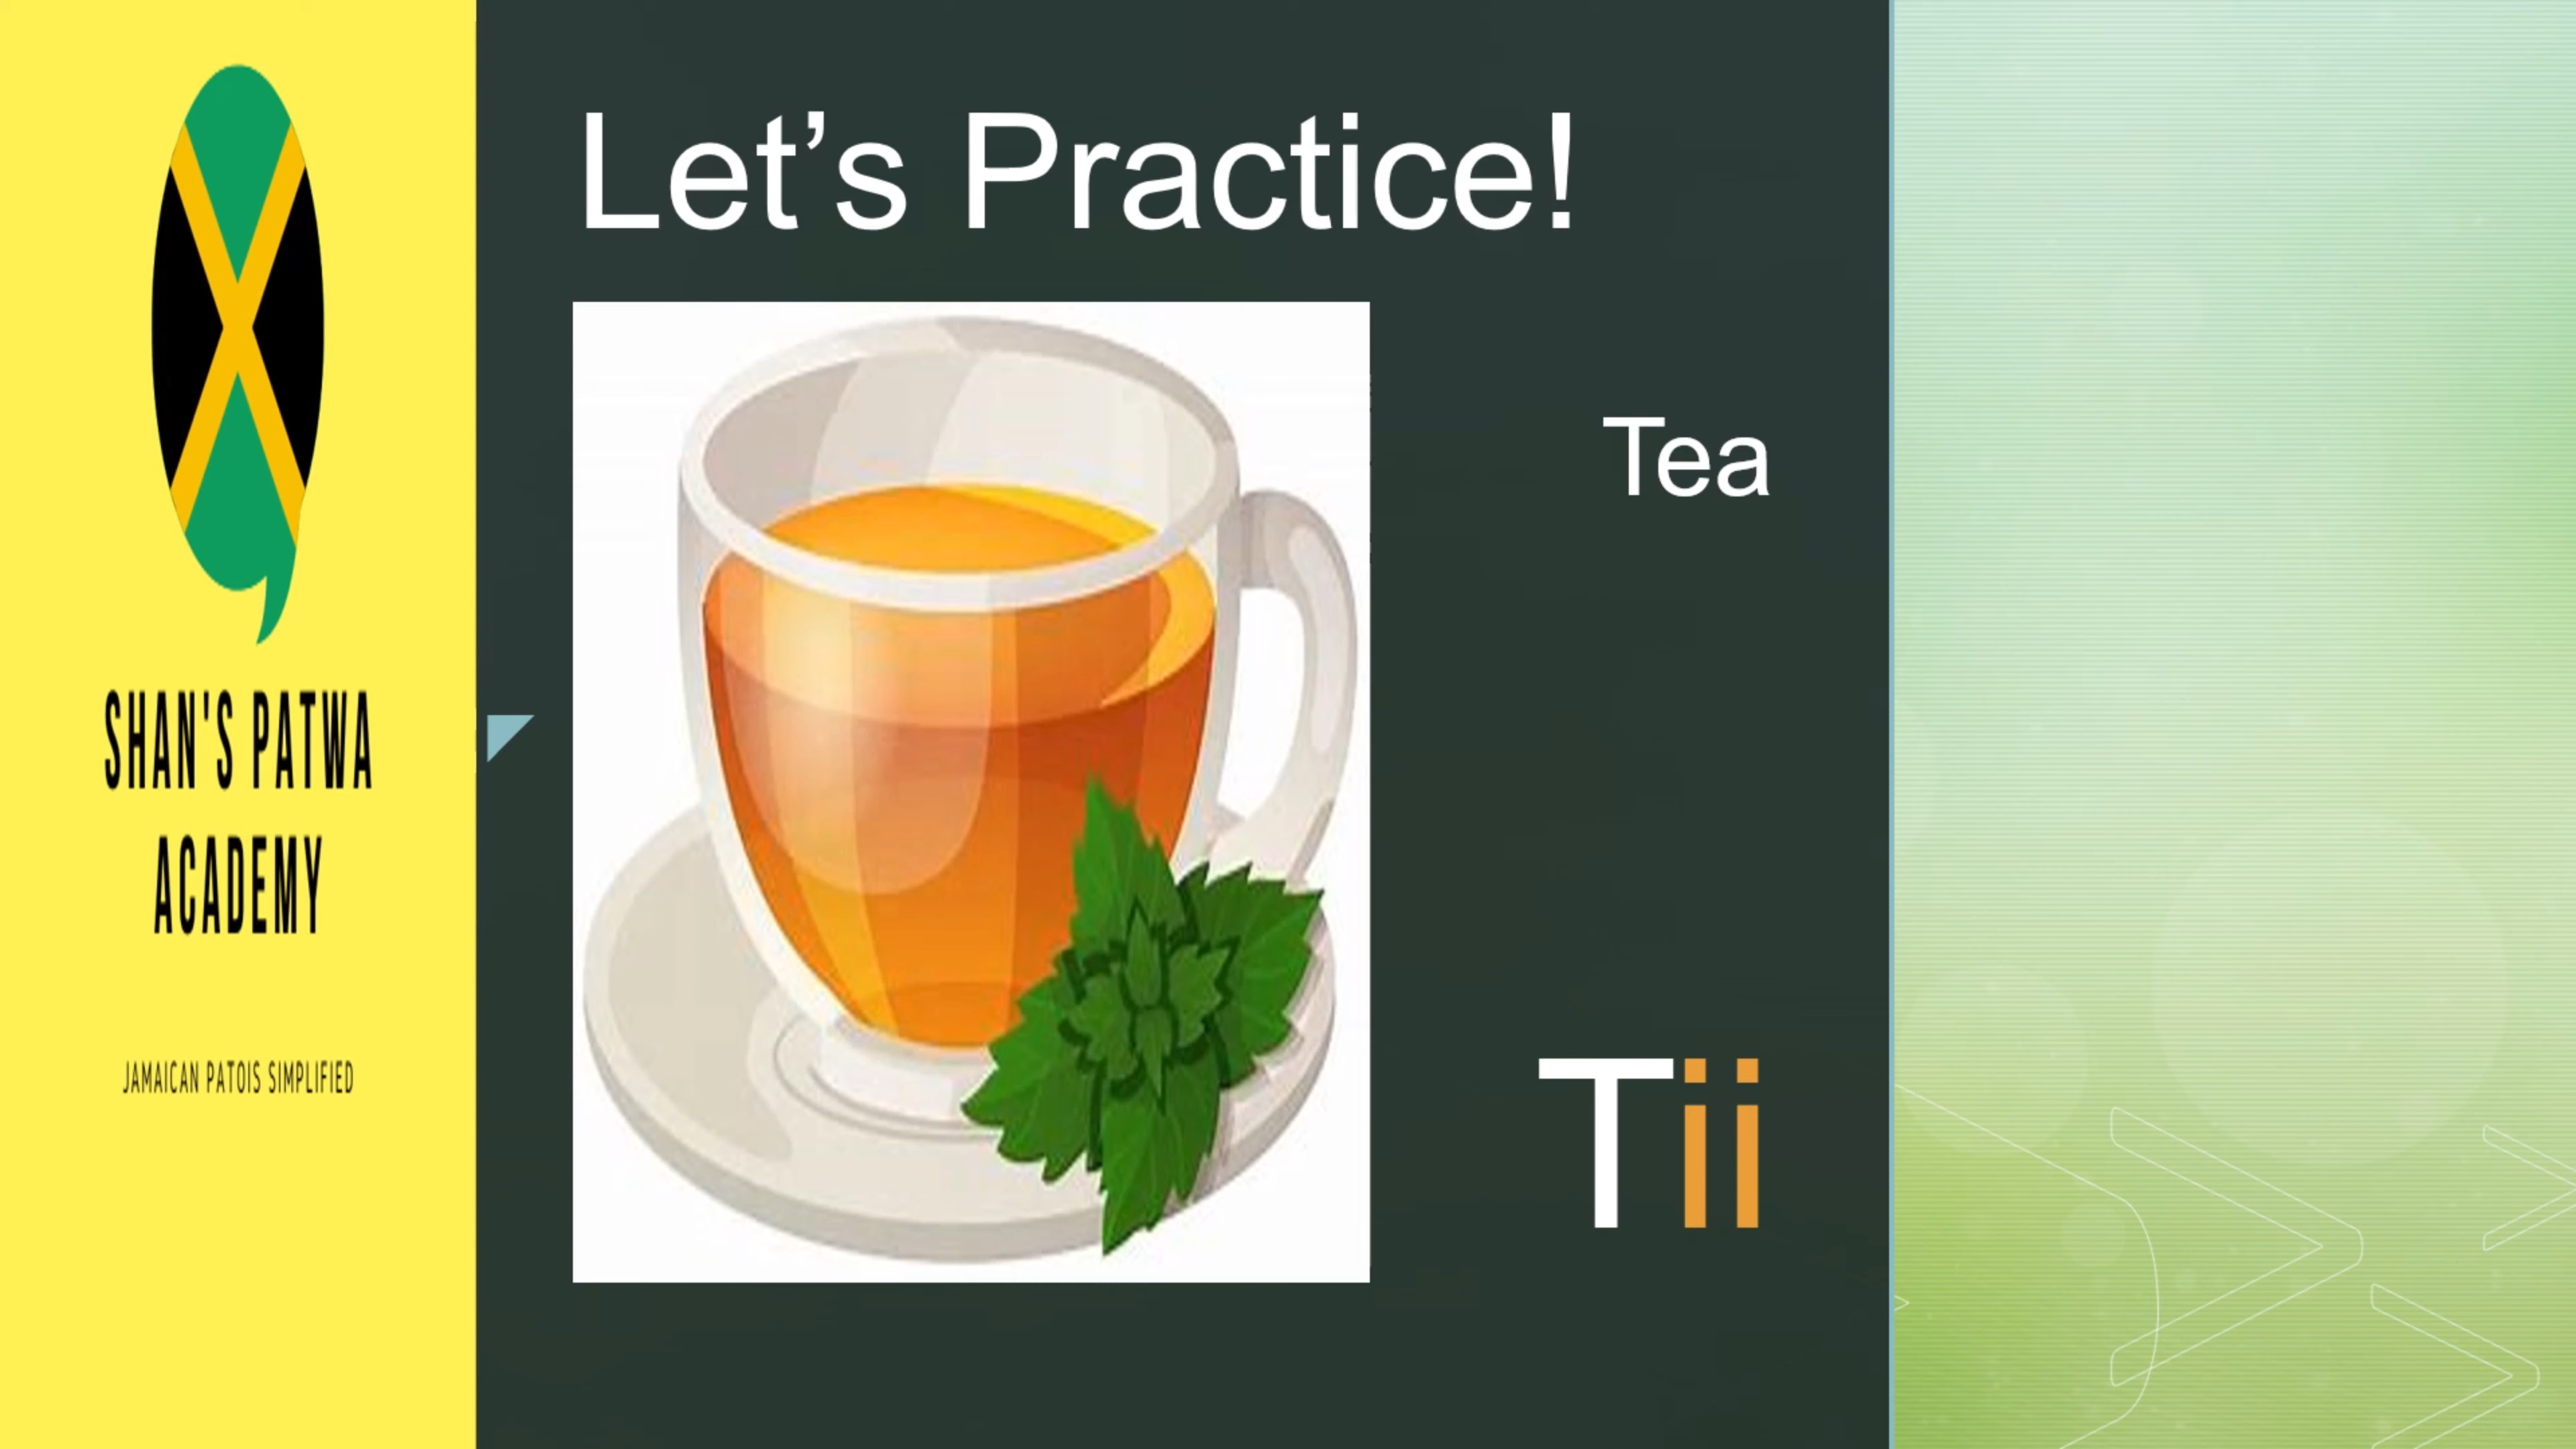 SHAN'S PATWA
ACADEMY
JAMAICAN PATOIS SIMPLIFIED
Let’s Practice!
Tea
Tii